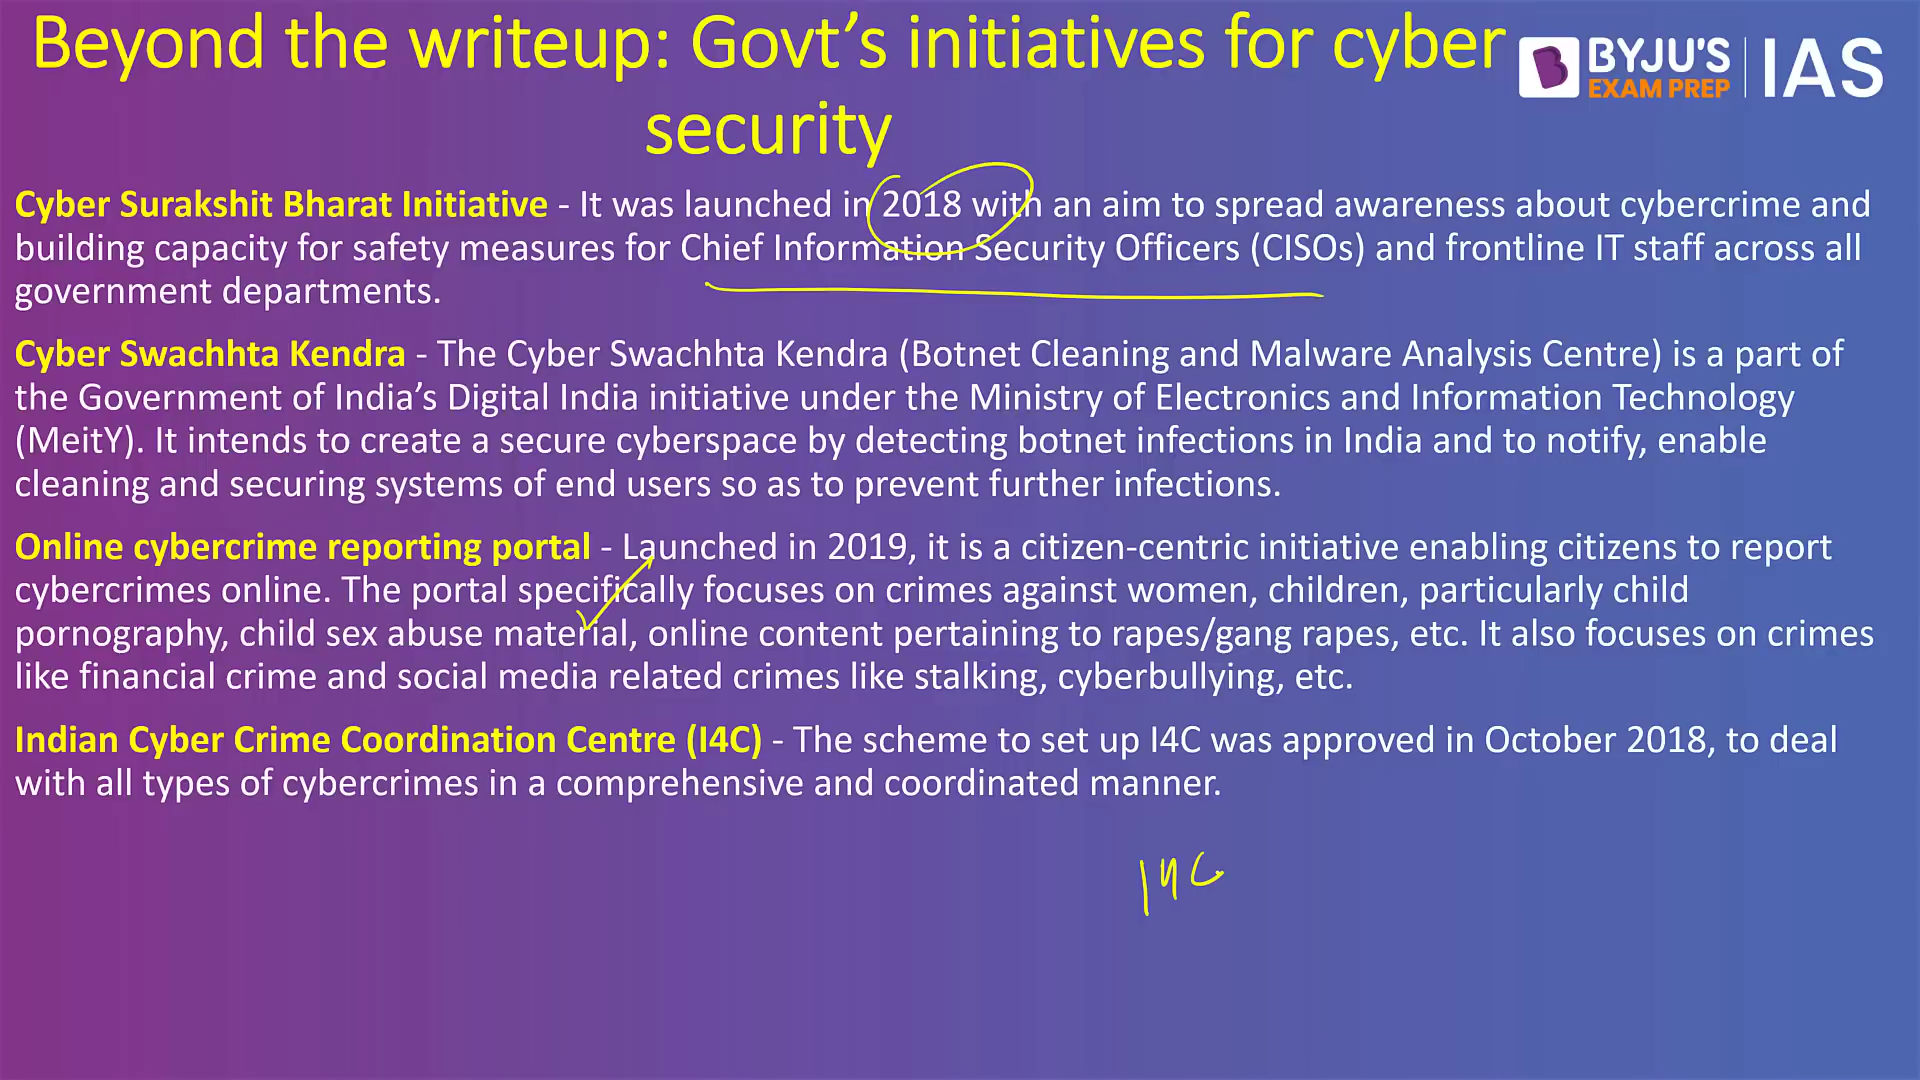 Beyond the writeup: Govt’s initiatives for cyber
security
BYJU'S
EXAM PREP
IAS
Cyber Surakshit Bharat Initiative - It was launched in 2018 with an aim to spread awareness about cybercrime and
building capacity for safety measures for Chief Information Security Officers (CISOs) and frontline IT staff across all
government departments.
Cyber Swachhta Kendra - The Cyber Swachhta Kendra (Botnet Cleaning and Malware Analysis Centre) is a part of
the Government of India’s Digital India initiative under the Ministry of Electronics and Information Technology
(MeitY). It intends to create a secure cyberspace by detecting botnet infections in India and to notify, enable
cleaning and securing systems of end users so as to prevent further infections.
Online cybercrime reporting portal - Launched in 2019, it is a citizen-centric initiative enabling citizens to report
cybercrimes online. The portal specifically focuses on crimes against women, children, particularly child
pornography, child sex abuse material, online content pertaining to rapes/gang rapes, etc. It also focuses on crimes
like financial crime and social media related crimes like stalking, cyberbullying, etc.
Indian Cyber Crime Coordination Centre (I4C) - The scheme to set up I4C was approved in October 2018, to deal
with all types of cybercrimes in a comprehensive and coordinated manner.
I4C